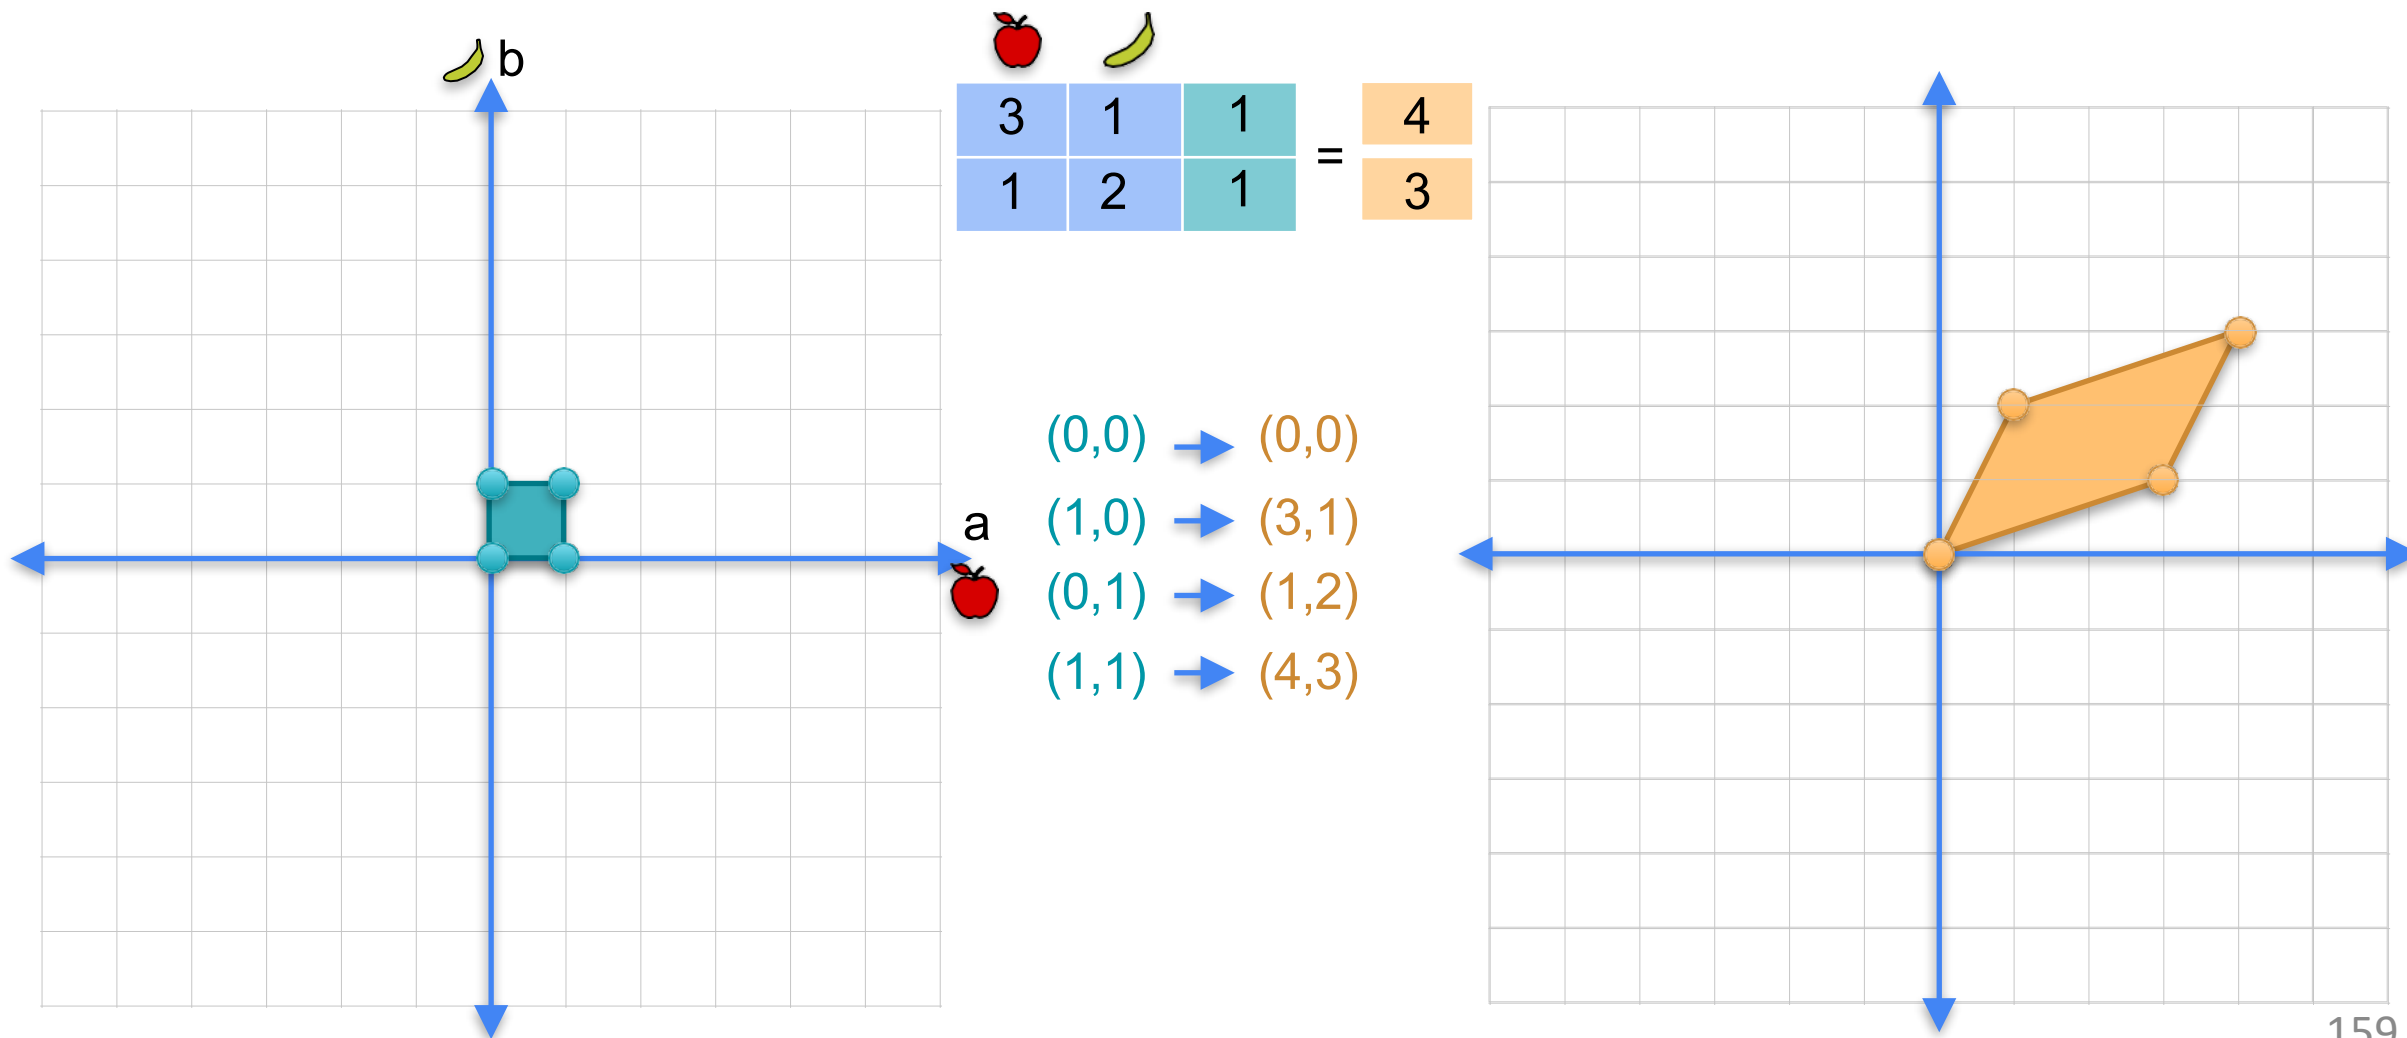 b
3 1 1 = 4
1 2 1 3
a
(0,0) (0,0)
(1,0) (3,1)
(0,1) (1,2)
(1,1) (4,3)
159